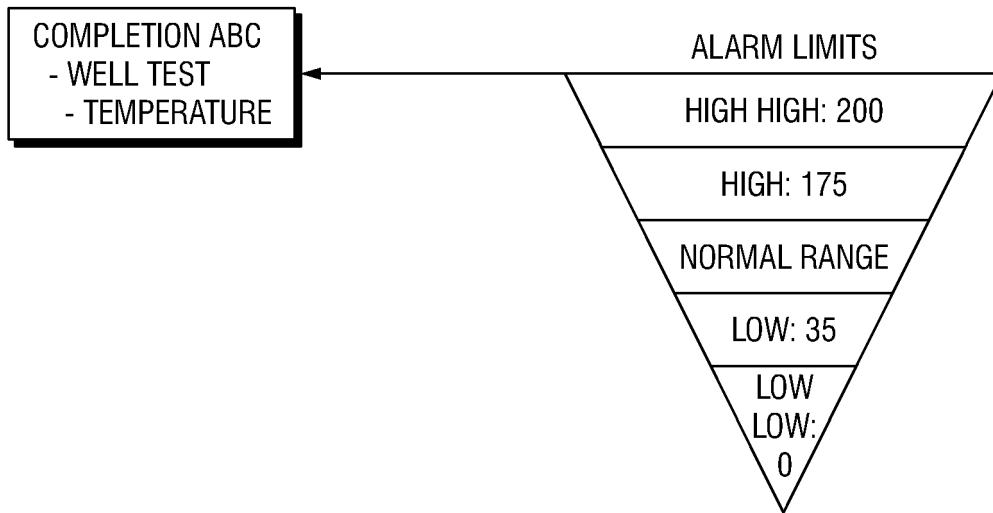 COMPLETION ABC
- WELL TEST
- TEMPERATURE
ALARM LIMITS
HIGH HIGH: 200
HIGH: 175
NORMAL RANGE
LOW: 35
LOW
LOW:
0